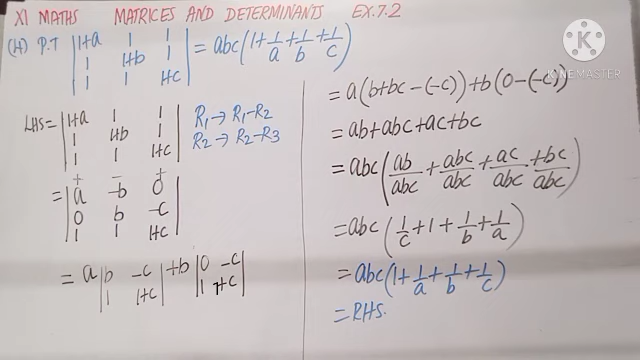 XI MATHS MATRICES AND DETERMINANTS EX.7.2
(4) P.T |1+a 1 1| = abc(1+1/a+1/b+1/c)
|1 1+b 1|
|1 1 1+c|
LHS= |1+a 1 1| R1→R1-R2
|1 1+b 1| R2→R2-R3
|1 1 1+c|
+ - +
= |a -b 0|
|0 b -c|
|1 1 1+c|
= a |b -c| +b |0 -c|
|1 1+c| |1 1+c|
= a(b+bc-(-c))+b(0-(-c))
= ab+abc+ac+bc
= abc(ab/abc+abc/abc+ac/abc+bc/abc)
= abc(1/c+1+1/b+1/a)
= abc(1+1/a+1/b+1/c)
= RHS.
KINEMASTER